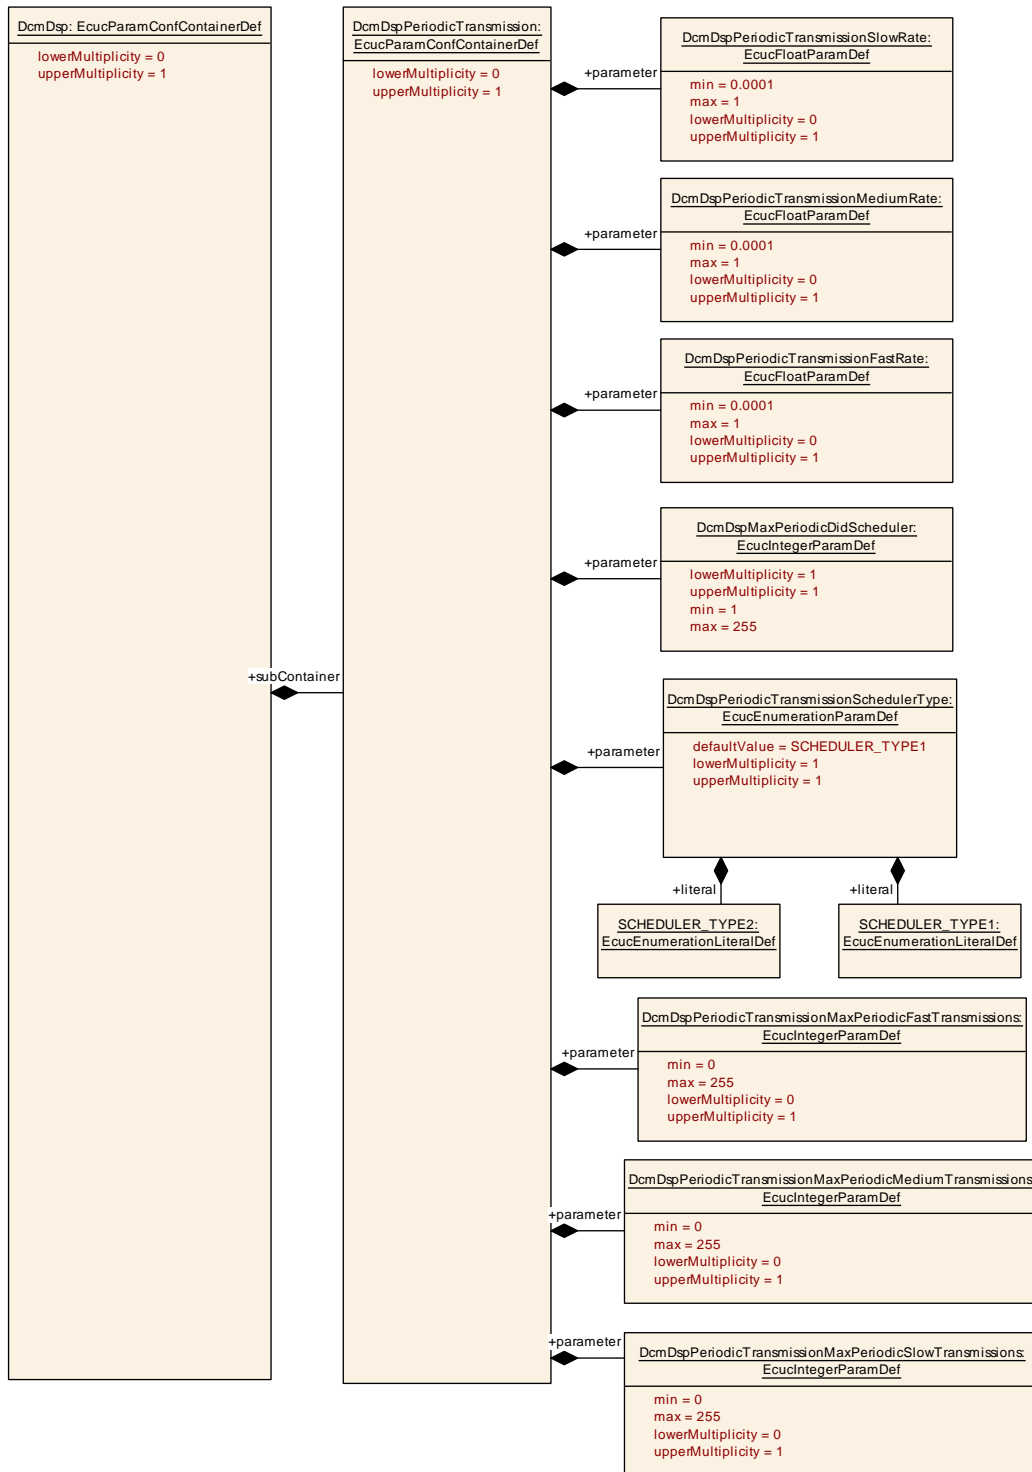 DcmDsp: EcucParamConfContainerDef
lowerMultiplicity = 0
upperMultiplicity = 1
DcmDspPeriodicTransmission:
EcucParamConfContainerDef
lowerMultiplicity = 0
upperMultiplicity = 1
+subContainer
+parameter
DcmDspPeriodicTransmissionSlowRate:
EcucFloatParamDef
min = 0.0001
max = 1
lowerMultiplicity = 0
upperMultiplicity = 1
+parameter
DcmDspPeriodicTransmissionMediumRate:
EcucFloatParamDef
min = 0.0001
max = 1
lowerMultiplicity = 0
upperMultiplicity = 1
+parameter
DcmDspPeriodicTransmissionFastRate:
EcucFloatParamDef
min = 0.0001
max = 1
lowerMultiplicity = 0
upperMultiplicity = 1
+parameter
DcmDspMaxPeriodicDidScheduler:
EcucIntegerParamDef
lowerMultiplicity = 1
upperMultiplicity = 1
min = 1
max = 255
+parameter
DcmDspPeriodicTransmissionSchedulerType:
EcucEnumerationParamDef
defaultValue = SCHEDULER_TYPE1
lowerMultiplicity = 1
upperMultiplicity = 1
+literal
+literal
SCHEDULER_TYPE2:
EcucEnumerationLiteralDef
SCHEDULER_TYPE1:
EcucEnumerationLiteralDef
+parameter
DcmDspPeriodicTransmissionMaxPeriodicFastTransmissions:
EcucIntegerParamDef
min = 0
max = 255
lowerMultiplicity = 0
upperMultiplicity = 1
+parameter
DcmDspPeriodicTransmissionMaxPeriodicMediumTransmissions
EcucIntegerParamDef
min = 0
max = 255
lowerMultiplicity = 0
upperMultiplicity = 1
+parameter
DcmDspPeriodicTransmissionMaxPeriodicSlowTransmissions:
EcucIntegerParamDef
min = 0
max = 255
lowerMultiplicity = 0
upperMultiplicity = 1